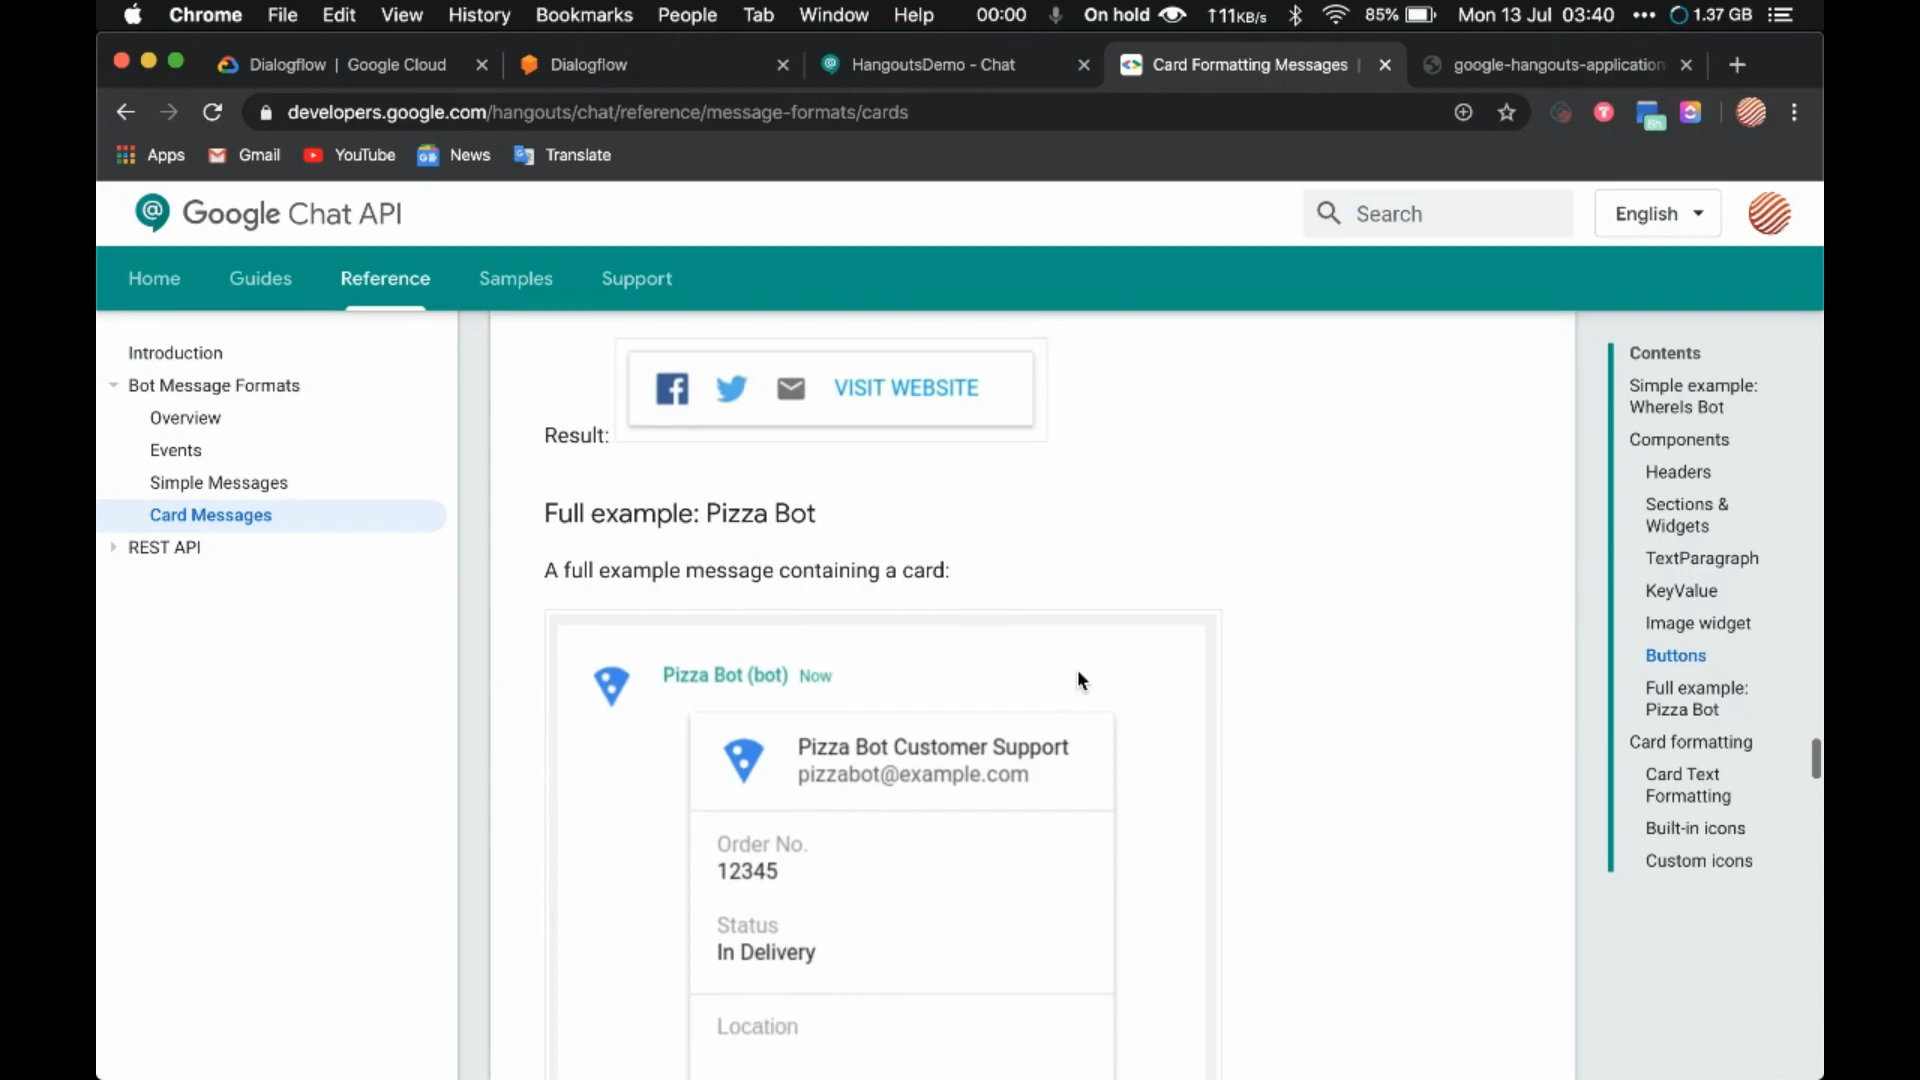 Chrome File Edit View History Bookmarks People Tab Window Help 00:00 On hold ↑11KB/s 85% Mon 13 Jul 03:40 ••• 1.37 GB
Dialogflow | Google Cloud
Dialogflow
HangoutsDemo - Chat
Card Formatting Messages |
google-hangouts-application
developers.google.com/hangouts/chat/reference/message-formats/cards
Apps Gmail YouTube News Translate
Google Chat API
Search
English
Home Guides Reference Samples Support
Introduction
Bot Message Formats
Overview
Events
Simple Messages
Card Messages
REST API
VISIT WEBSITE
Result:
Full example: Pizza Bot
A full example message containing a card:
Pizza Bot (bot) Now
Pizza Bot Customer Support
pizzabot@example.com
Order No.
12345
Status
In Delivery
Location
Contents
Simple example:
WhereIs Bot
Components
Headers
Sections &
Widgets
TextParagraph
KeyValue
Image widget
Buttons
Full example:
Pizza Bot
Card formatting
Card Text
Formatting
Built-in icons
Custom icons